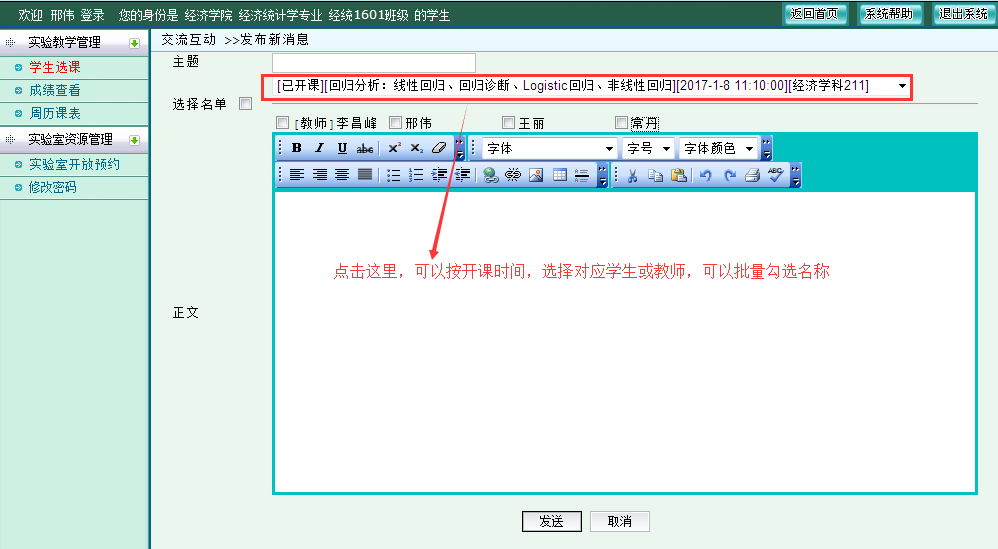 欢迎 邢伟 登录 您的身份是 经济学院 经济统计学专业 经统1601班级 的学生
返回首页 系统帮助 退出系统
实验教学管理
学生选课
成绩查看
周历课表
实验室资源管理
实验室开放预约
修改密码
交流互动 >>发布新消息
主题
[已开课][回归分析：线性回归、回归诊断、Logistic回归、非线性回归][2017-1-8 11:10:00][经济学科211]
选择名单
[教师]李昌峰 邢伟 王丽 常丹
B I U abc x² x₂
字体 字号 字体颜色
ABC
点击这里，可以按开课时间，选择对应学生或教师，可以批量勾选名称
正文
发送 取消